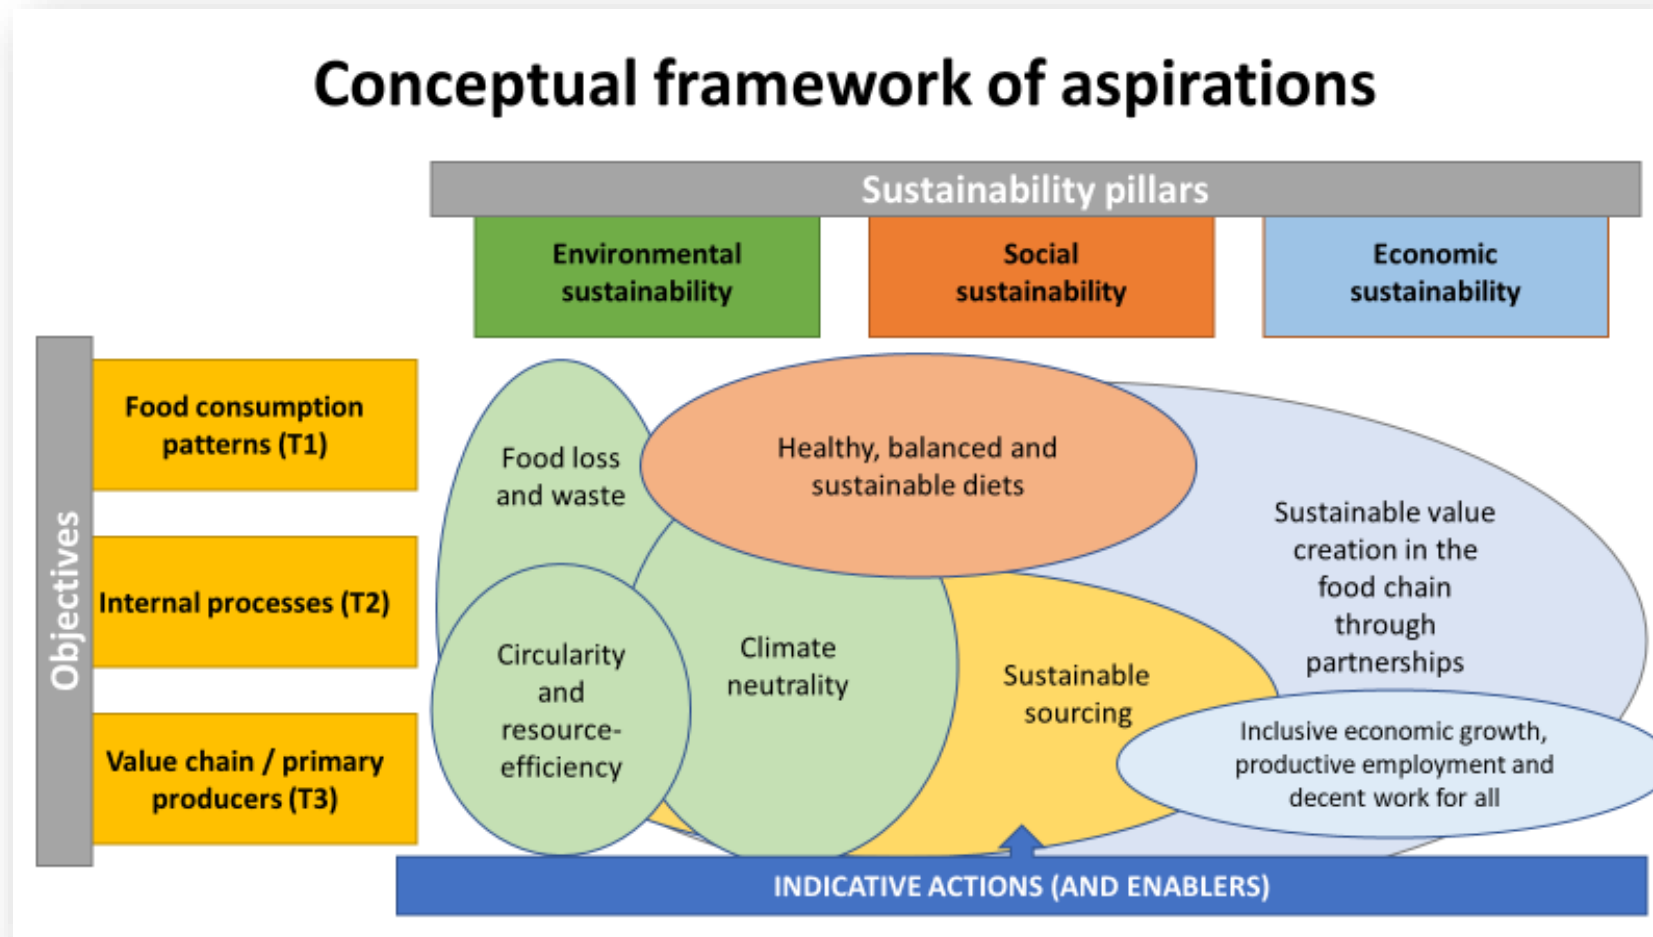 Conceptual framework of aspirations
Sustainability pillars
Environmental
sustainability
Social
sustainability
Economic
sustainability
Objectives
Food consumption
patterns (T1)
Internal processes (T2)
Value chain / primary
producers (T3)
Food loss
and waste
Healthy, balanced and
sustainable diets
Circularity
and
resource-
efficiency
Climate
neutrality
Sustainable
sourcing
Sustainable value
creation in the
food chain
through
partnerships
Inclusive economic growth,
productive employment and
decent work for all
INDICATIVE ACTIONS (AND ENABLERS)